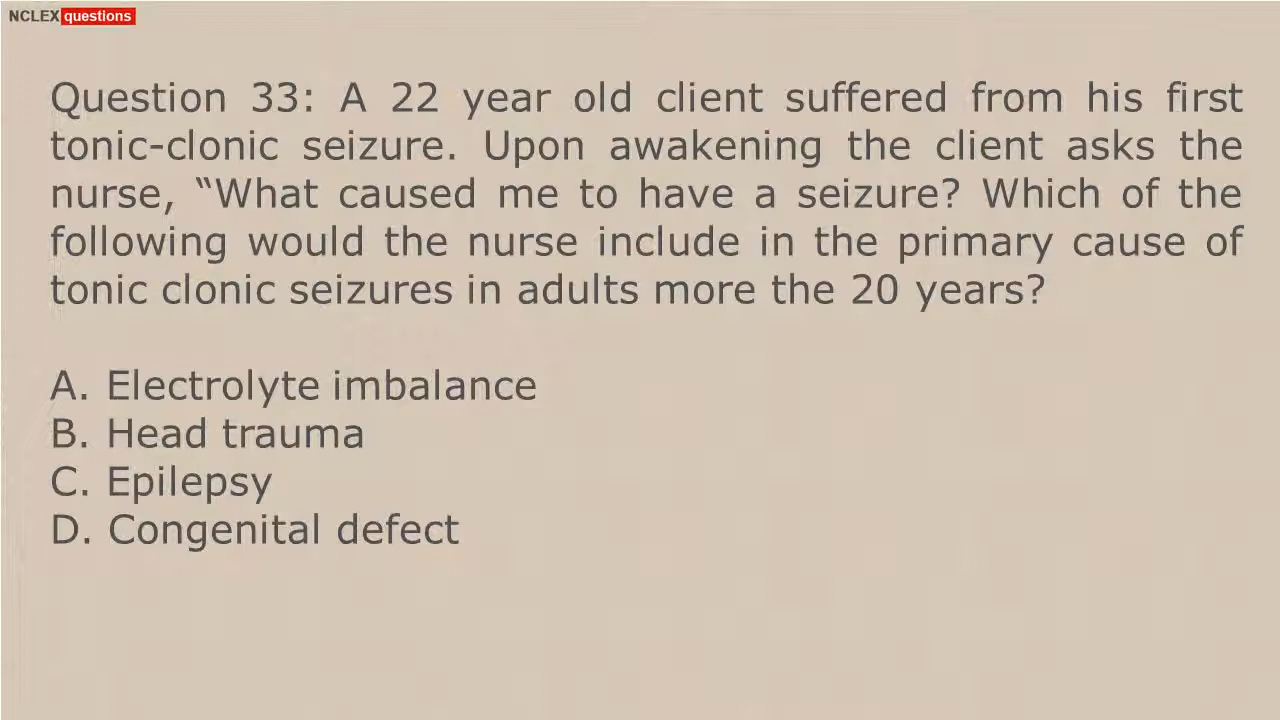 NCLEX questions
Question 33: A 22 year old client suffered from his first
tonic-clonic seizure. Upon awakening the client asks the
nurse, “What caused me to have a seizure? Which of the
following would the nurse include in the primary cause of
tonic clonic seizures in adults more the 20 years?
A. Electrolyte imbalance
B. Head trauma
C. Epilepsy
D. Congenital defect